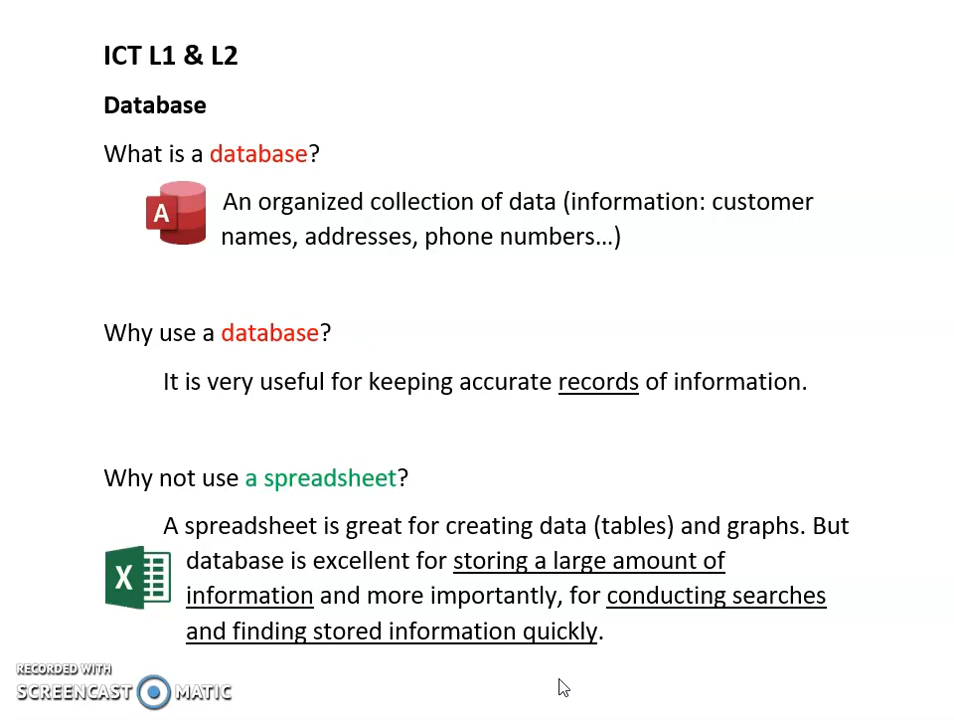 ICT L1 & L2
Database
What is a database?
A
An organized collection of data (information: customer
names, addresses, phone numbers…)
Why use a database?
It is very useful for keeping accurate records of information.
Why not use a spreadsheet?
A spreadsheet is great for creating data (tables) and graphs. But
database is excellent for storing a large amount of
X
information and more importantly, for conducting searches
and finding stored information quickly.
RECORDED WITH
SCREENCAST MATIC